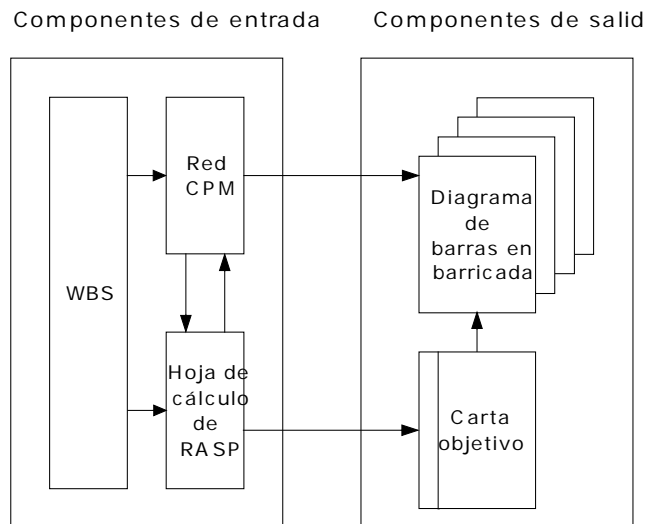 Componentes de entrada
Componentes de salid
WBS
Red
CPM
Hoja de
cálculo
de
RASP
Diagrama
de
barras en
barricada
Carta
objetivo